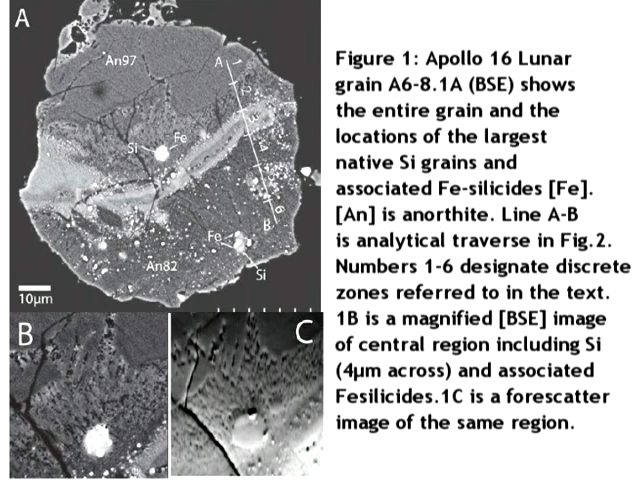 A
An97
A
2
3
4
Si
Fe
6
B
Fe
An82
Si
10µm
B
C
Figure 1: Apollo 16 Lunar
grain A6-8.1A (BSE) shows
the entire grain and the
locations of the largest
native Si grains and
associated Fe-silicides [Fe].
[An] is anorthite. Line A-B
is analytical traverse in Fig.2.
Numbers 1-6 designate discrete
zones referred to in the text.
1B is a magnified [BSE] image
of central region including Si
(4µm across) and associated
Fesilicides.1C is a forescatter
image of the same region.